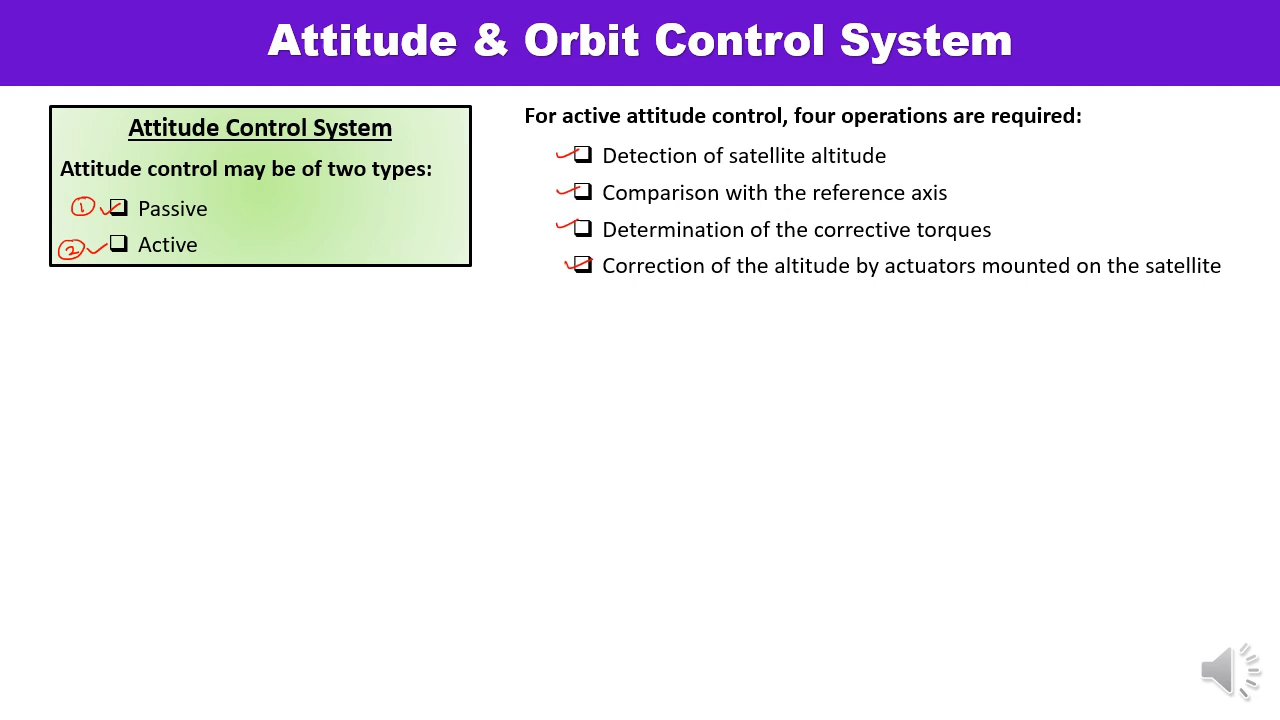 Attitude & Orbit Control System
Attitude Control System
Attitude control may be of two types:
① ❑ Passive
② ❑ Active
For active attitude control, four operations are required:
❑ Detection of satellite altitude
❑ Comparison with the reference axis
❑ Determination of the corrective torques
❑ Correction of the altitude by actuators mounted on the satellite